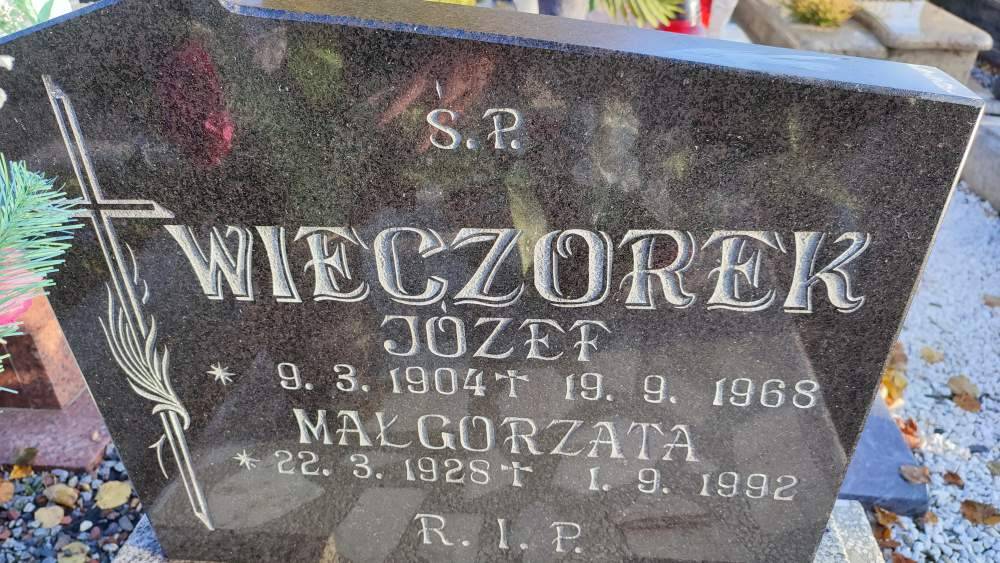 Ś. P.
WIECZOREK
JÓZEF
* 9. 3. 1904 ✝ 19. 9. 1968
MAŁGORZATA
* 22. 3. 1928 ✝ 1. 9. 1992
R. I. P.